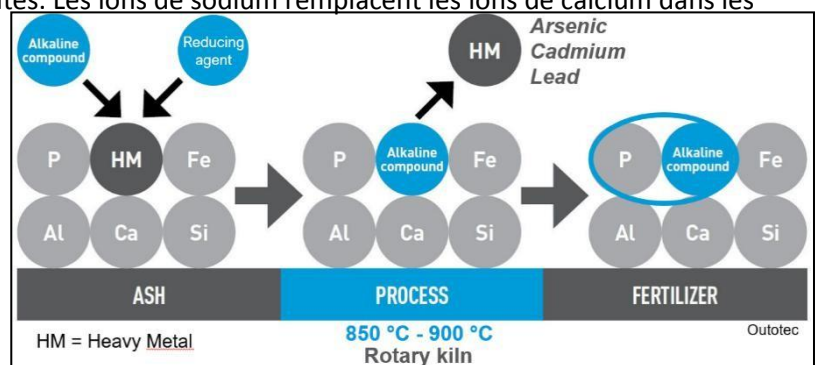 tes. Les ions de sodium remplacent les ions de calcium dans les
Alkaline
compound
Reducing
agent
HM
Arsenic
Cadmium
Lead
P
HM
Fe
P
Alkaline
compound
Fe
P
Alkaline
compound
Fe
Al
Ca
Si
Al
Ca
Si
Al
Ca
Si
ASH
PROCESS
FERTILIZER
HM = Heavy Metal
850 °C - 900 °C
Rotary kiln
Outotec